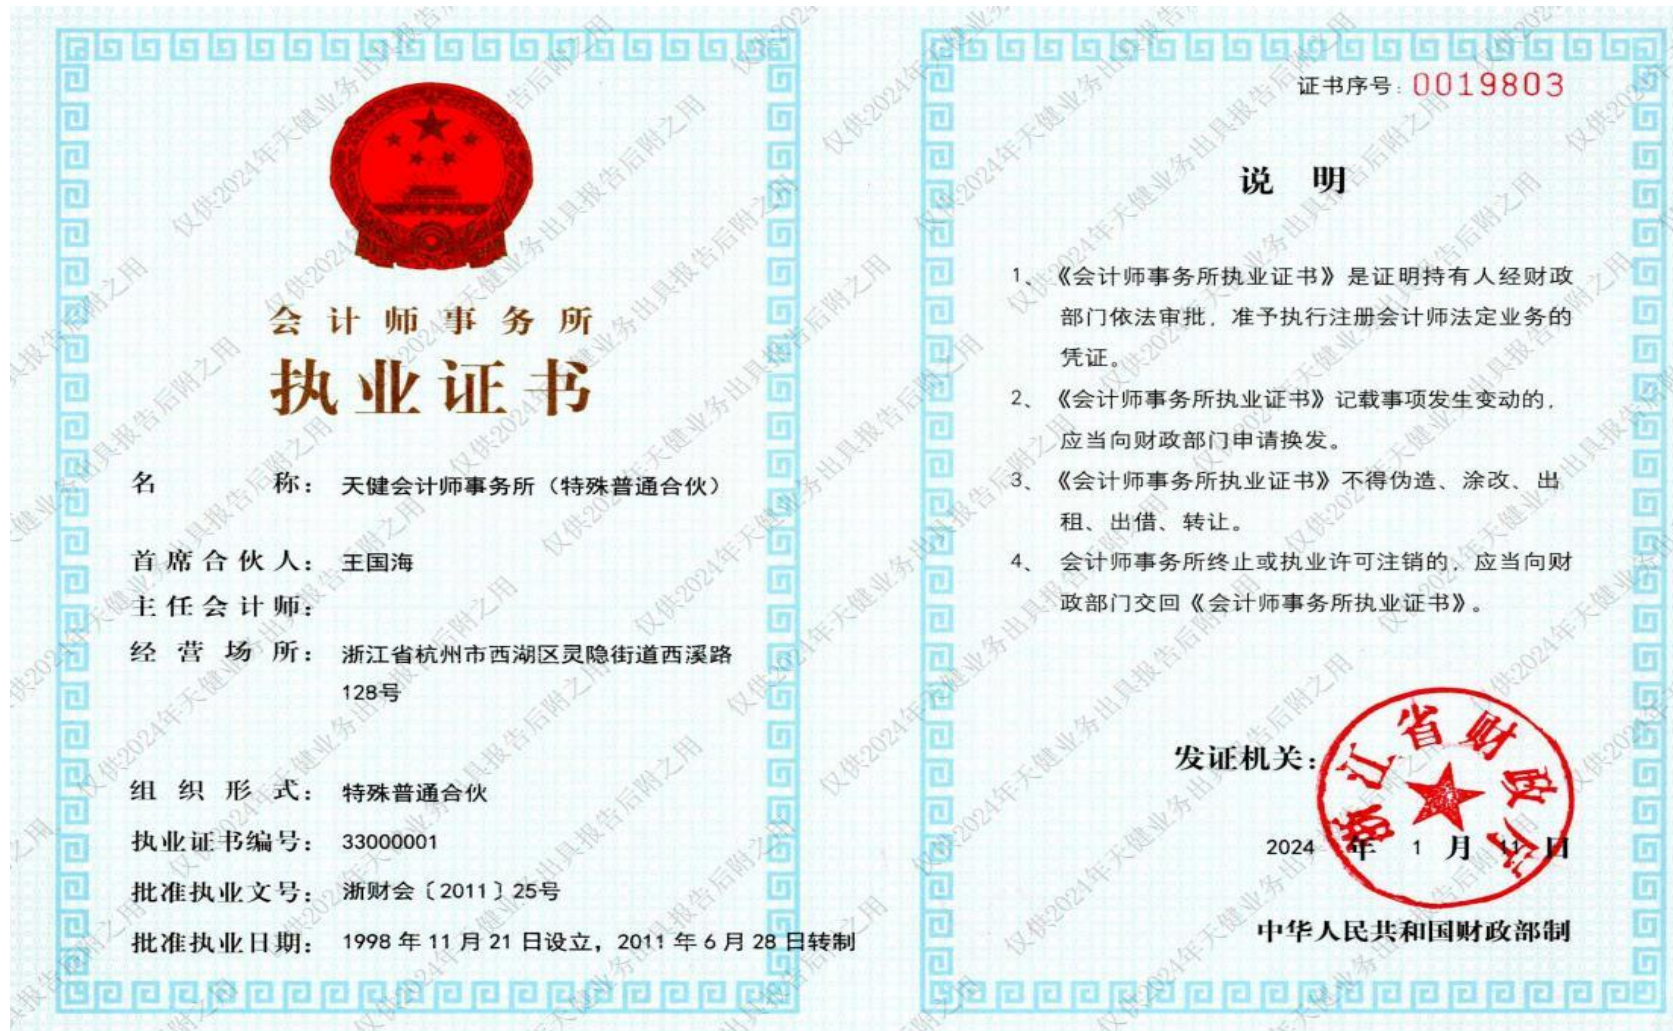 会计师事务所
执业证书
名称：天健会计师事务所（特殊普通合伙）
首席合伙人：王国海
主任会计师：
经营场所：浙江省杭州市西湖区灵隐街道西溪路
128号
组织形式：特殊普通合伙
执业证书编号：33000001
批准执业文号：浙财会〔2011〕25号
批准执业日期：1998年11月21日设立，2011年6月28日转制
证书序号：0019803
说 明
1、《会计师事务所执业证书》是证明持有人经财政
部门依法审批，准予执行注册会计师法定业务的
凭证。
2、《会计师事务所执业证书》记载事项发生变动的，
应当向财政部门申请换发。
3、《会计师事务所执业证书》不得伪造、涂改、出
租、出借、转让。
4、会计师事务所终止或执业许可注销的，应当向财
政部门交回《会计师事务所执业证书》。
发证机关：
浙江省财政厅
2024年1月11日
中华人民共和国财政部制
仅供2024年天健业务出具报告后附之用